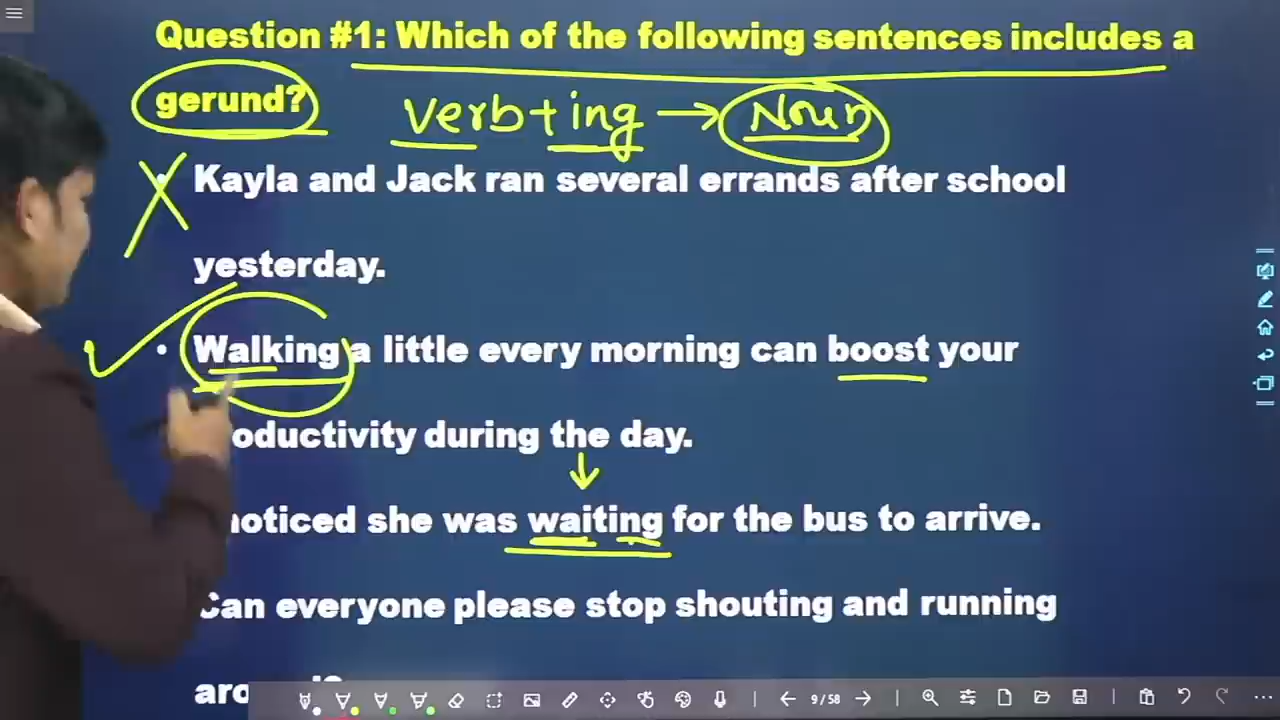 Question #1: Which of the following sentences includes a
gerund?
verb+ing → Noun
Kayla and Jack ran several errands after school
yesterday.
• Walking a little every morning can boost your
oductivity during the day.
noticed she was waiting for the bus to arrive.
Can everyone please stop shouting and running
9/58